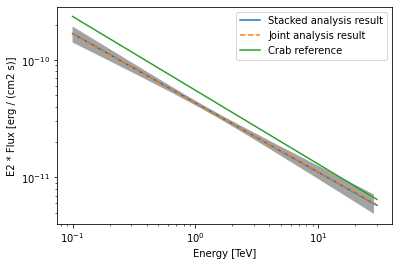 Stacked analysis result
Joint analysis result
Crab reference
E2 * Flux [erg / (cm2 s)]
10⁻¹⁰
10⁻¹¹
10⁻¹
10⁰
10¹
Energy [TeV]